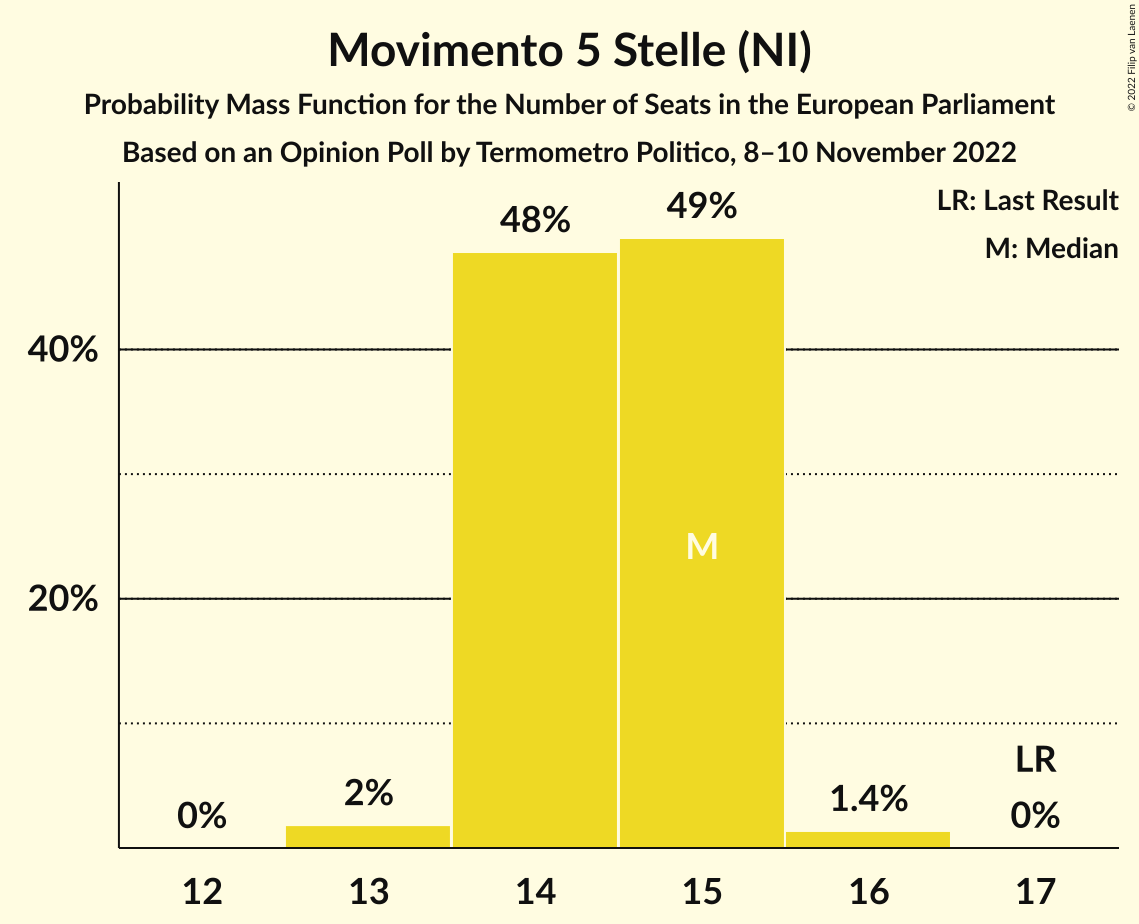 Movimento 5 Stelle (NI)
Probability Mass Function for the Number of Seats in the European Parliament
Based on an Opinion Poll by Termometro Politico, 8–10 November 2022
© 2022 Filip van Laenen
LR: Last Result
M: Median
48%
49%
40%
M
20%
LR
0%
2%
1.4%
0%
12
13
14
15
16
17